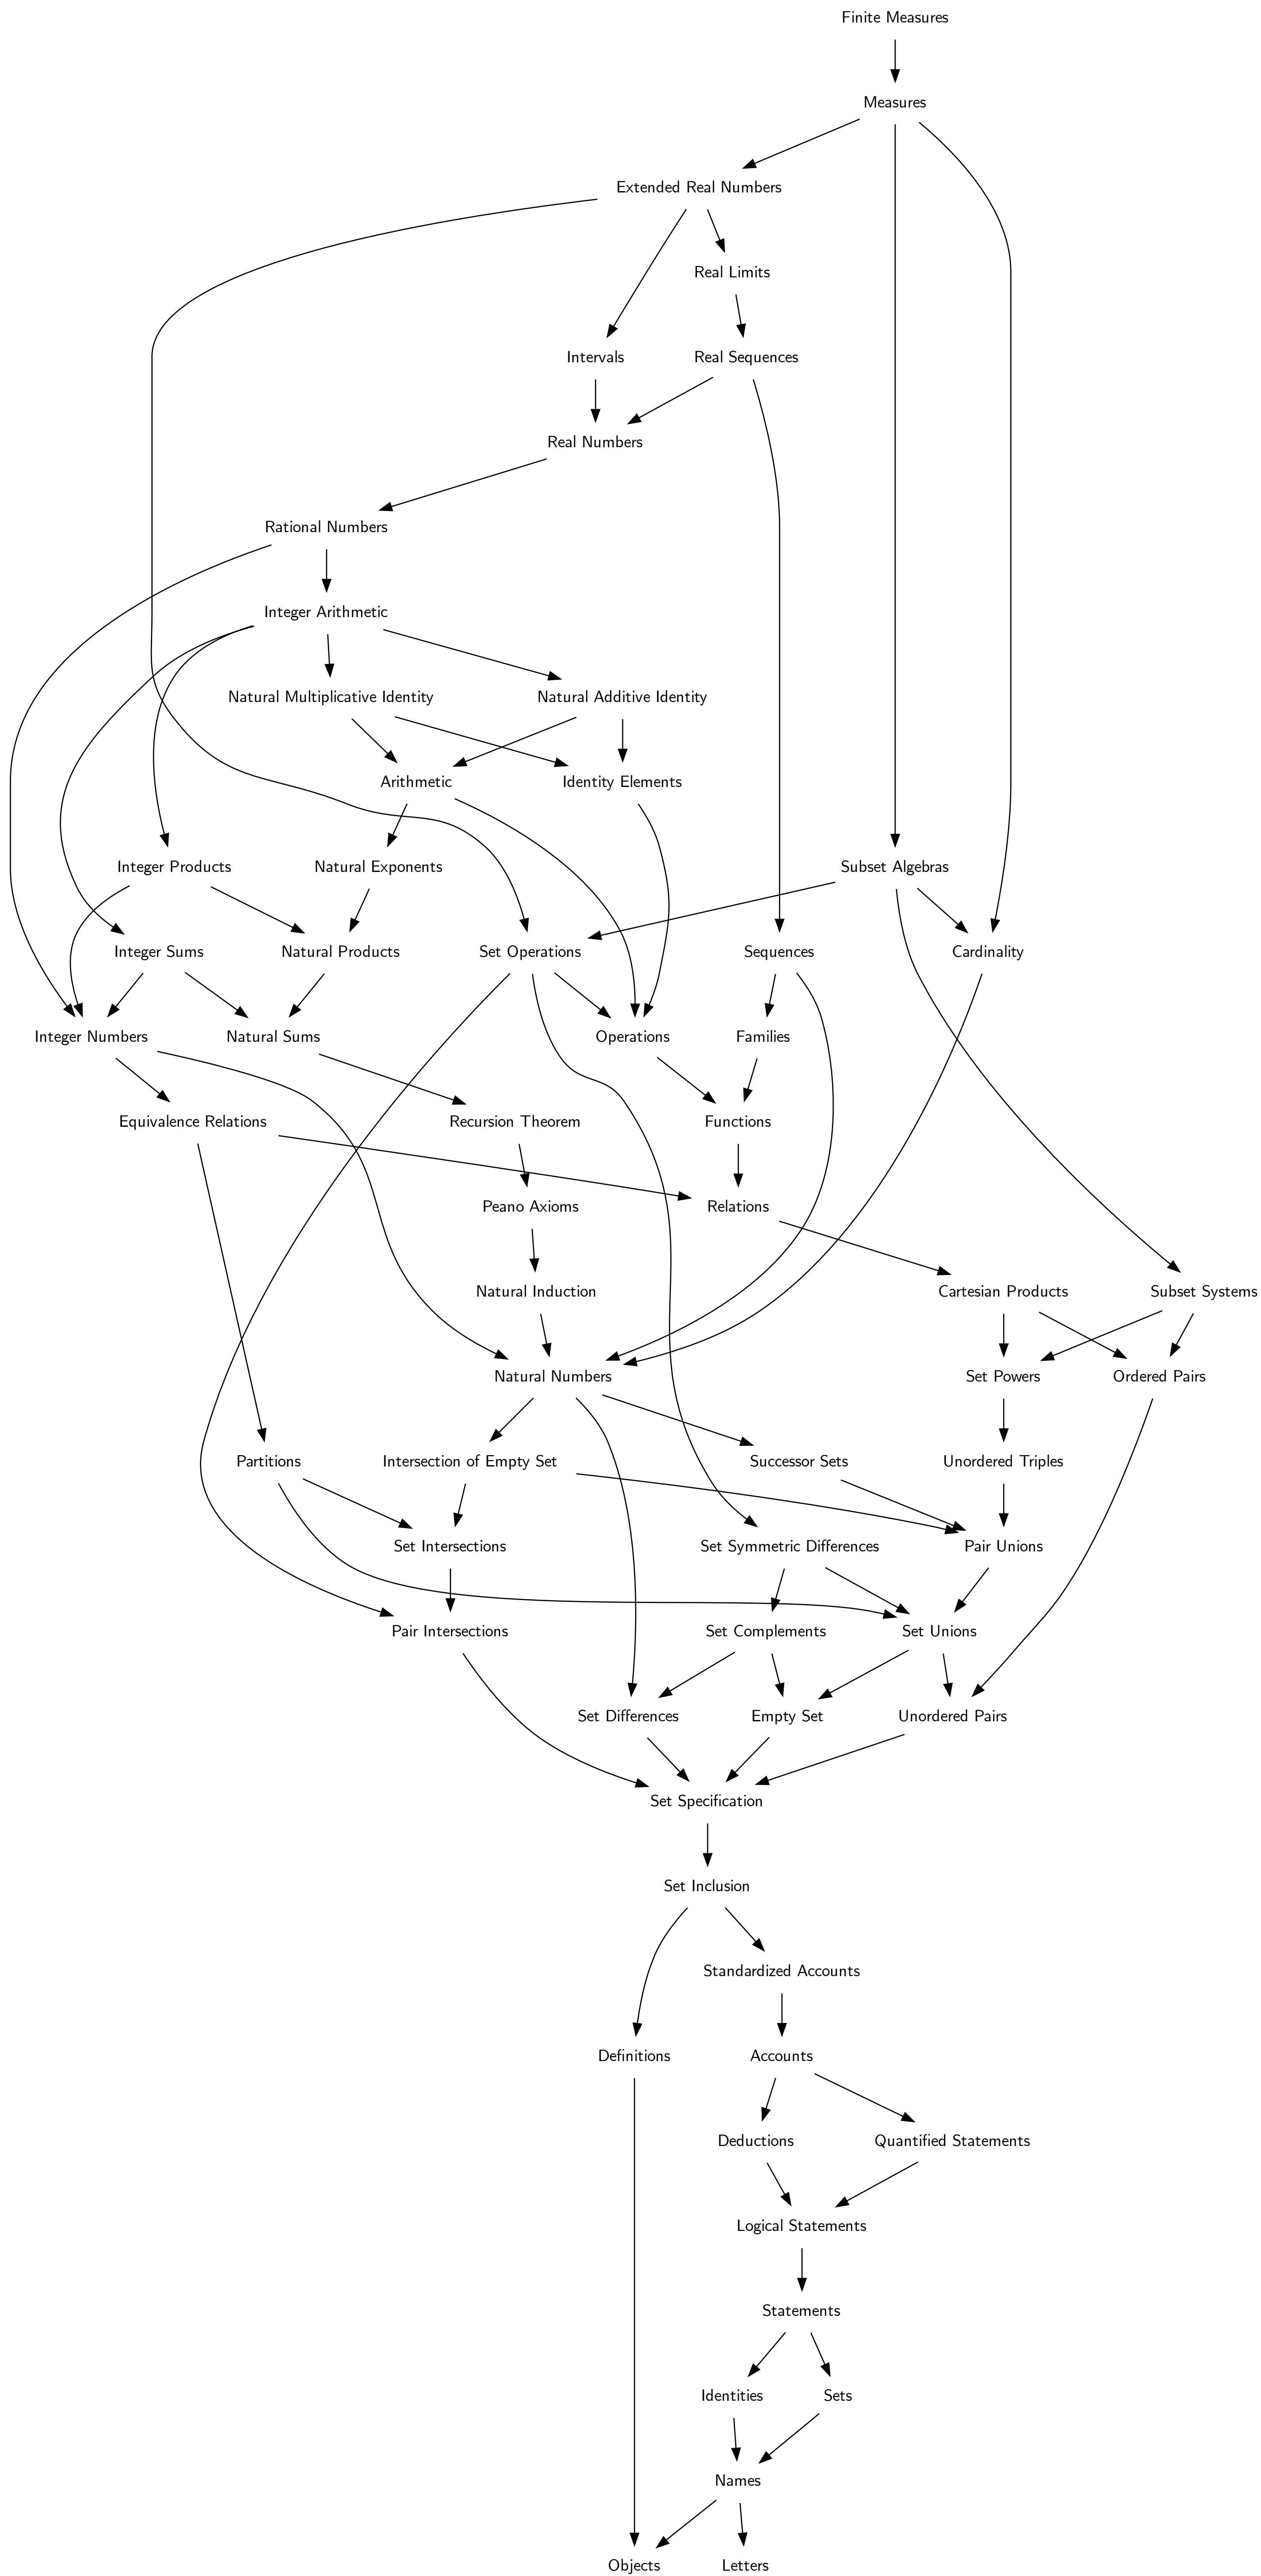 Finite Measures
Measures
Extended Real Numbers
Real Limits
Intervals
Real Sequences
Real Numbers
Rational Numbers
Integer Arithmetic
Natural Multiplicative Identity
Natural Additive Identity
Arithmetic
Identity Elements
Integer Products
Natural Exponents
Subset Algebras
Integer Sums
Natural Products
Set Operations
Sequences
Cardinality
Integer Numbers
Natural Sums
Operations
Families
Equivalence Relations
Recursion Theorem
Functions
Peano Axioms
Relations
Natural Induction
Cartesian Products
Subset Systems
Natural Numbers
Set Powers
Ordered Pairs
Partitions
Intersection of Empty Set
Successor Sets
Unordered Triples
Set Intersections
Set Symmetric Differences
Pair Unions
Pair Intersections
Set Complements
Set Unions
Set Differences
Empty Set
Unordered Pairs
Set Specification
Set Inclusion
Standardized Accounts
Definitions
Accounts
Deductions
Quantified Statements
Logical Statements
Statements
Identities
Sets
Names
Objects
Letters